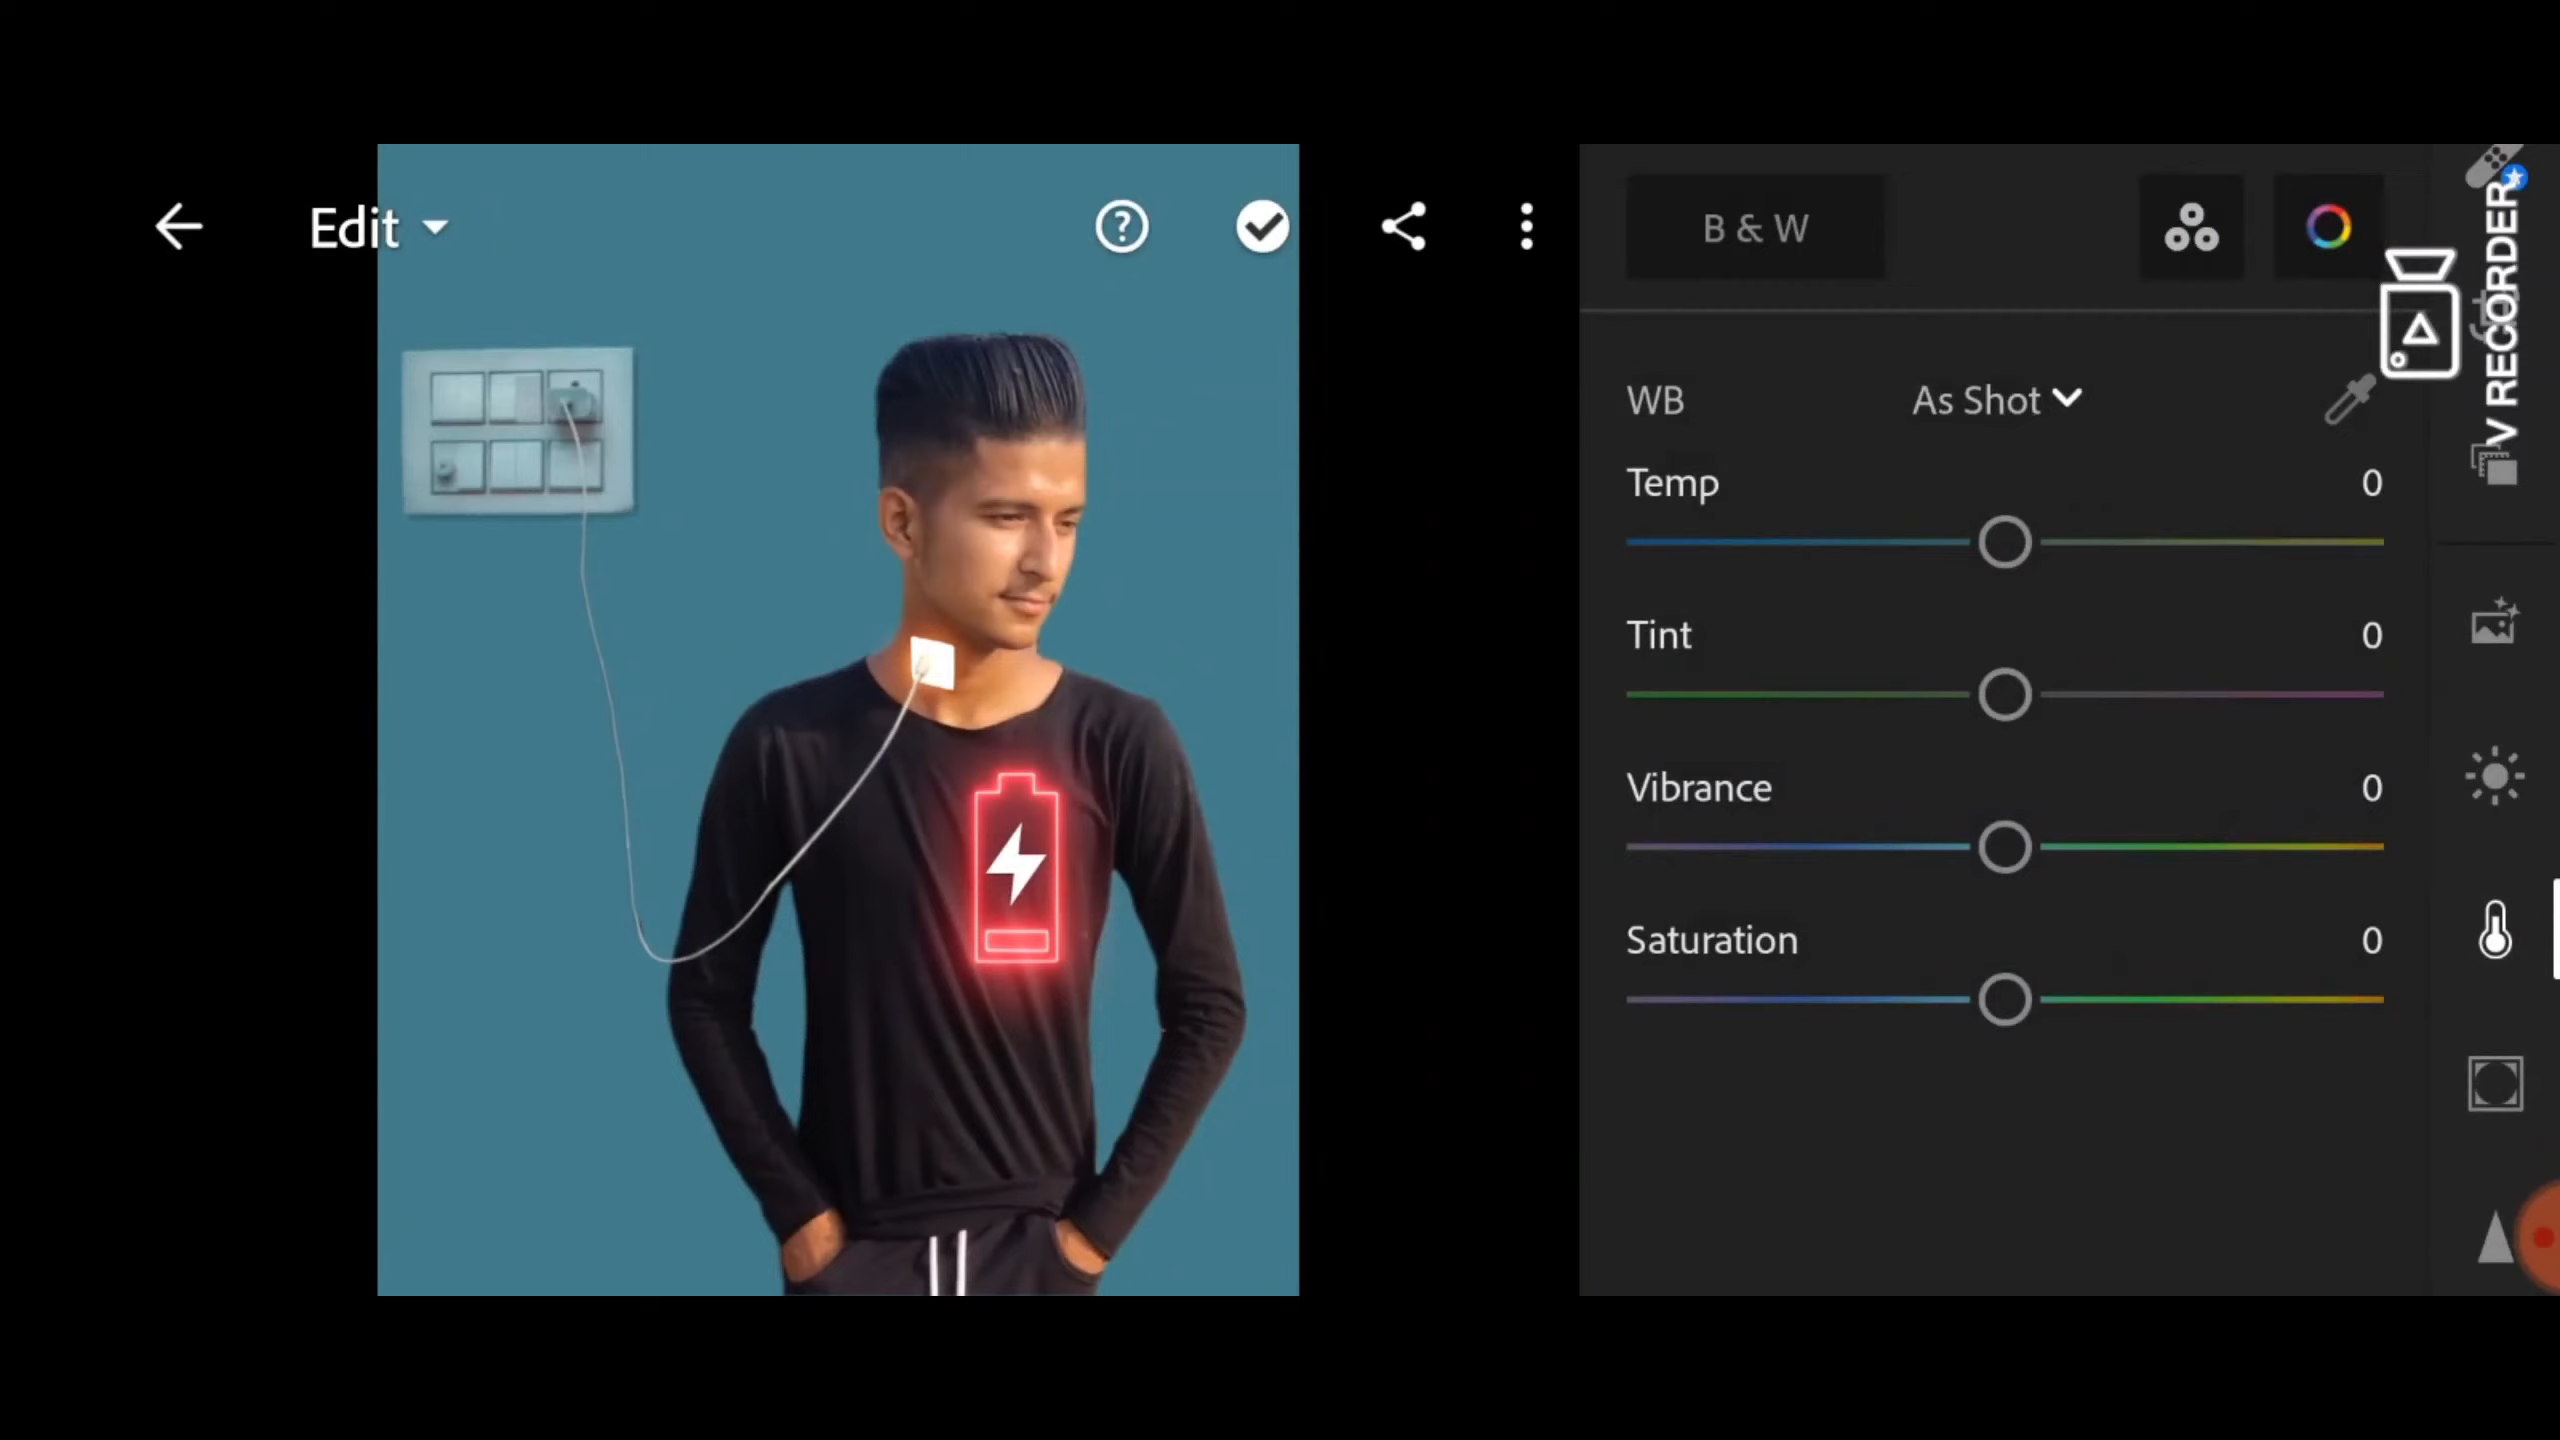 Edit
B & W
WB As Shot
Temp 0
Tint 0
Vibrance 0
Saturation 0
V RECORDER